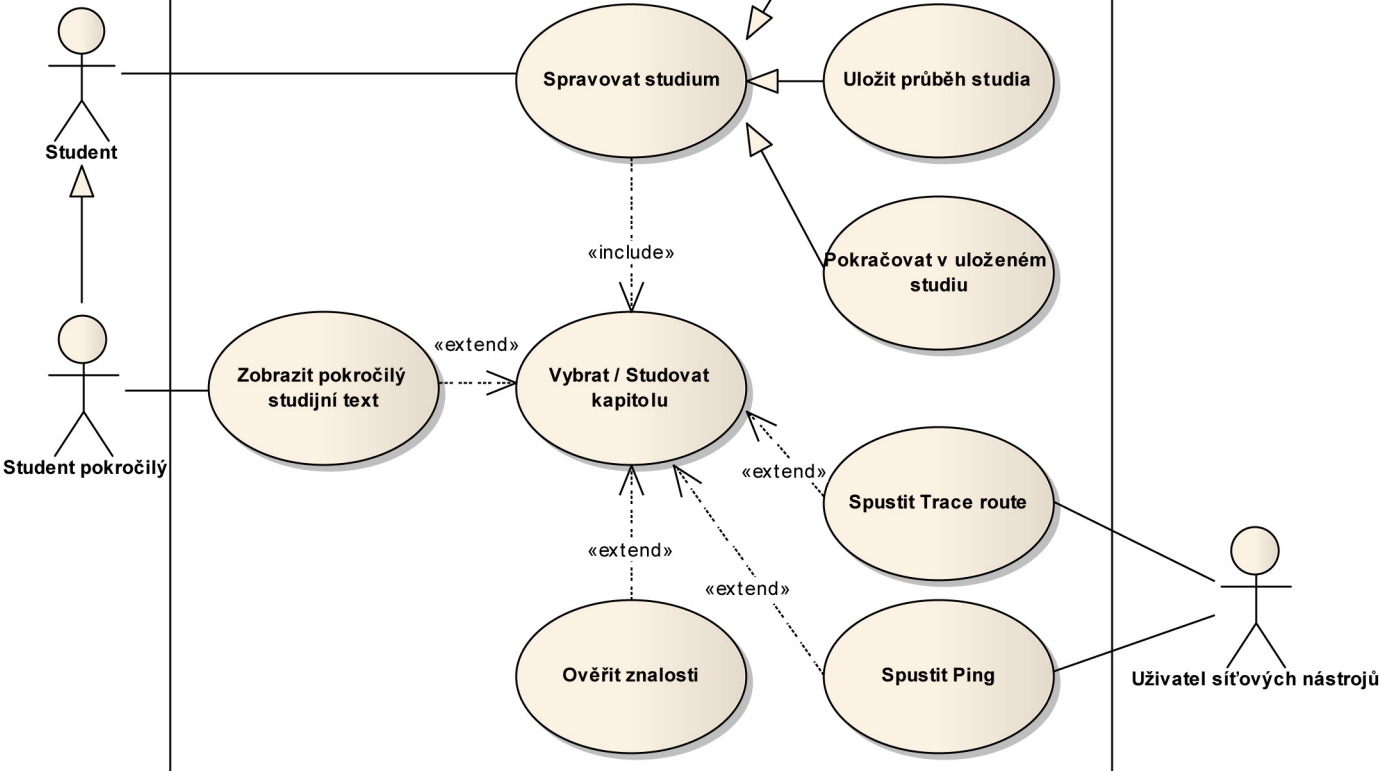 Spravovat studium
Uložit průběh studia
Student
«include»
Pokračovat v uloženém
studiu
«extend»
Zobrazit pokročilý
studijní text
Vybrat / Studovat
kapitolu
Student pokročilý
«extend»
Spustit Trace route
«extend»
«extend»
Ověřit znalosti
Spustit Ping
Uživatel síťových nástrojů